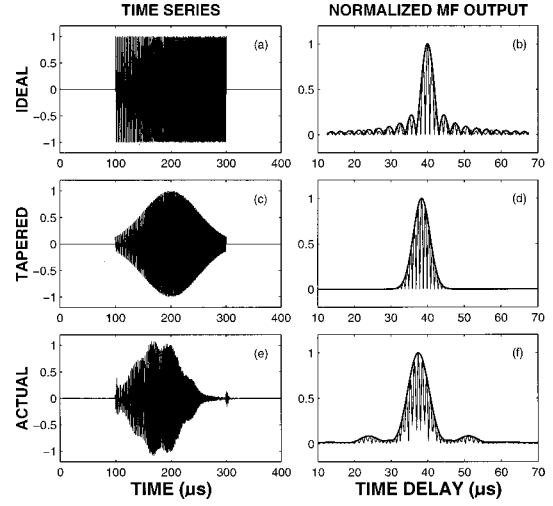 TIME SERIES
NORMALIZED MF OUTPUT
IDEAL
1
0.5
0
−0.5
−1
(a)
0 100 200 300 400
1
0.5
0
(b)
10 20 30 40 50 60 70
TAPERED
1
0.5
0
−0.5
−1
(c)
0 100 200 300 400
1
0.5
0
(d)
10 20 30 40 50 60 70
ACTUAL
1
0.5
0
−0.5
−1
(e)
0 100 200 300 400
TIME (µs)
1
0.5
0
(f)
10 20 30 40 50 60 70
TIME DELAY (µs)